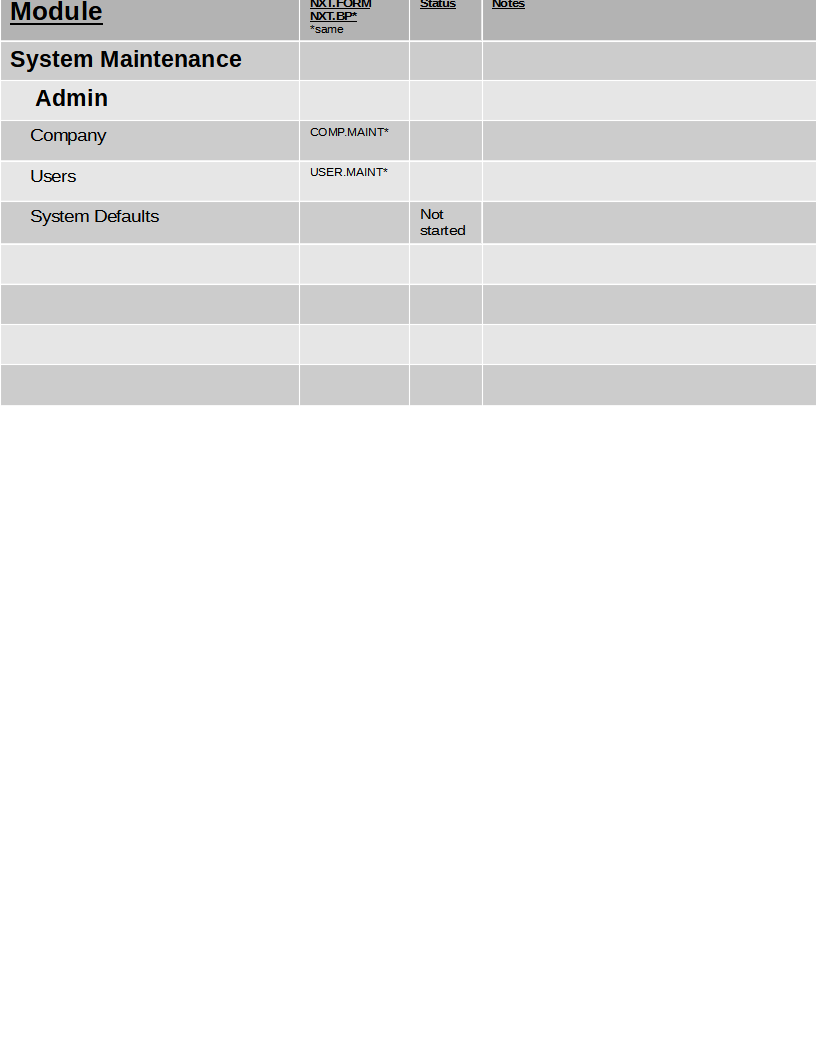 Module
NXT.FORM
NXT.BP*
*same
Status
Notes
System Maintenance
Admin
Company
COMP.MAINT*
Users
USER.MAINT*
System Defaults
Not
started